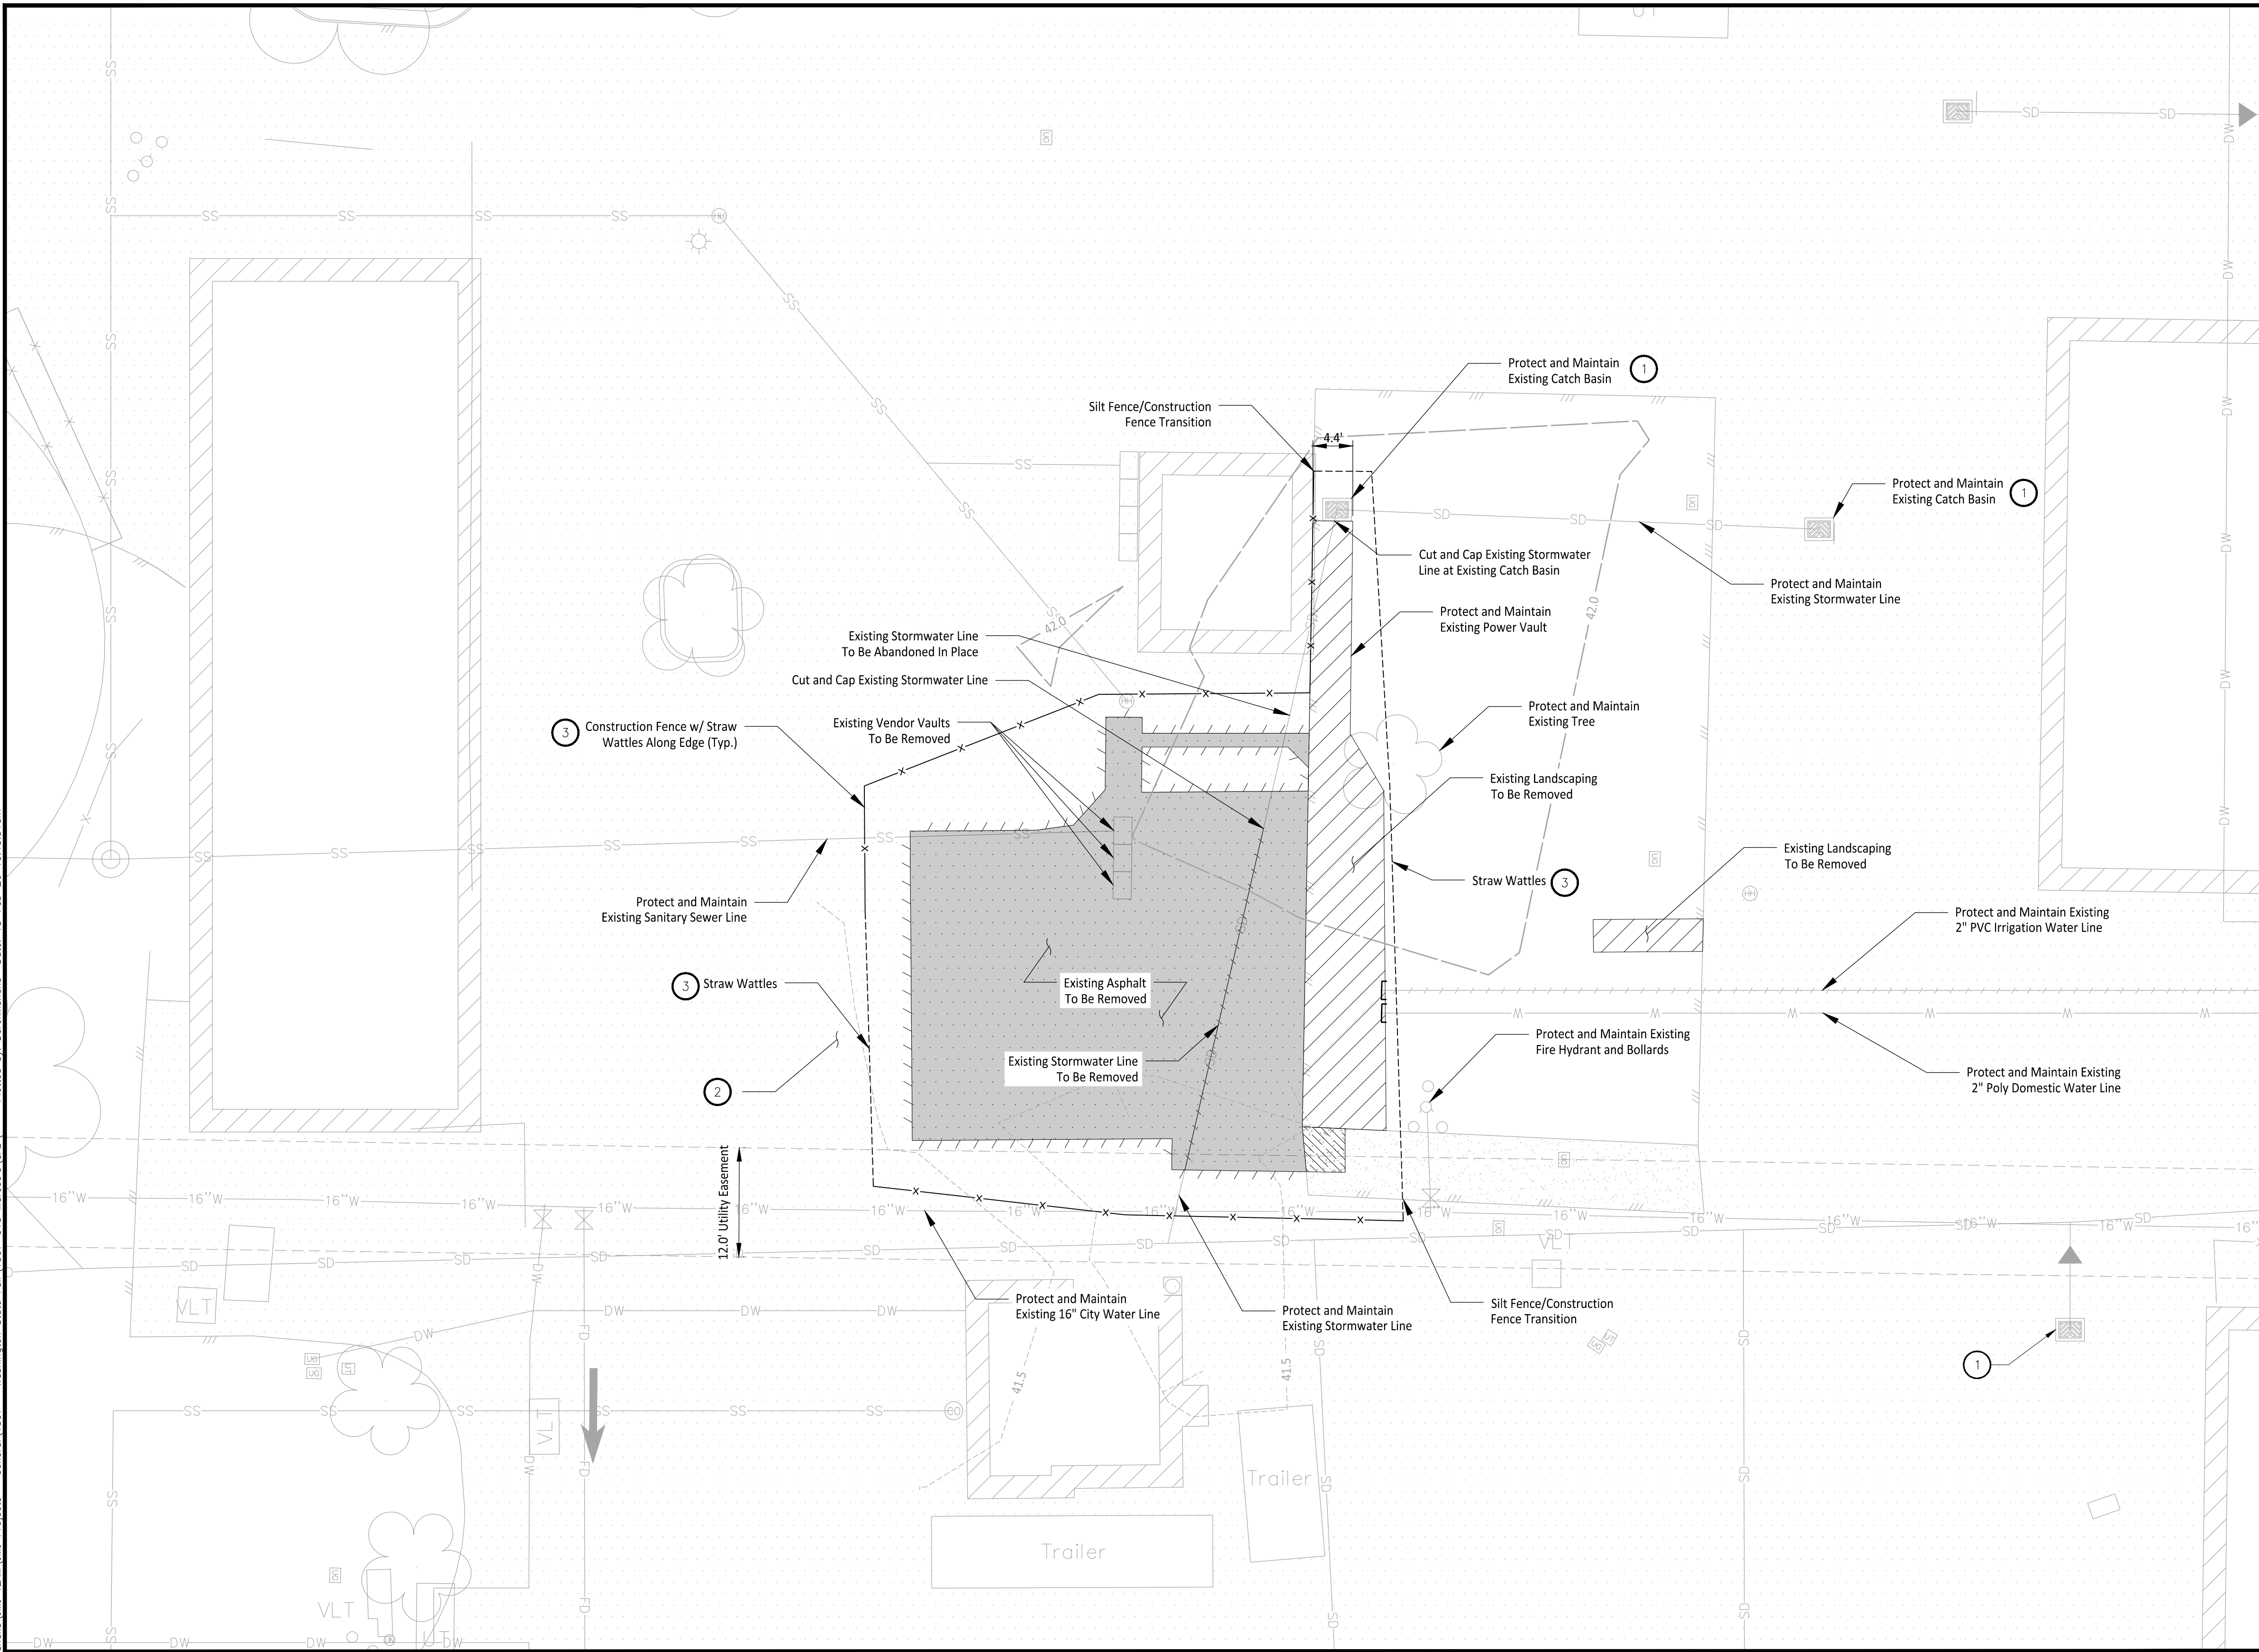 Protect and Maintain
Existing Catch Basin
1
Silt Fence/Construction
Fence Transition
4.4'
Protect and Maintain
Existing Catch Basin
1
Cut and Cap Existing Stormwater
Line at Existing Catch Basin
Protect and Maintain
Existing Stormwater Line
Protect and Maintain
Existing Power Vault
Existing Stormwater Line
To Be Abandoned In Place
Cut and Cap Existing Stormwater Line
3
Construction Fence w/ Straw
Wattles Along Edge (Typ.)
Existing Vendor Vaults
To Be Removed
Protect and Maintain
Existing Tree
Existing Landscaping
To Be Removed
Existing Landscaping
To Be Removed
Straw Wattles
3
Protect and Maintain
Existing Sanitary Sewer Line
Protect and Maintain Existing
2" PVC Irrigation Water Line
3
Straw Wattles
Existing Asphalt
To Be Removed
Protect and Maintain Existing
Fire Hydrant and Bollards
Existing Stormwater Line
To Be Removed
Protect and Maintain Existing
2" Poly Domestic Water Line
2
12.0' Utility Easement
Protect and Maintain
Existing 16" City Water Line
Protect and Maintain
Existing Stormwater Line
Silt Fence/Construction
Fence Transition
1
42.0
42.0
41.5
41.5
SS
SD
DW
FD
W
16"W
VLT
VLT
VLT
VLT
UT
UG
HH
CO
Trailer
Trailer